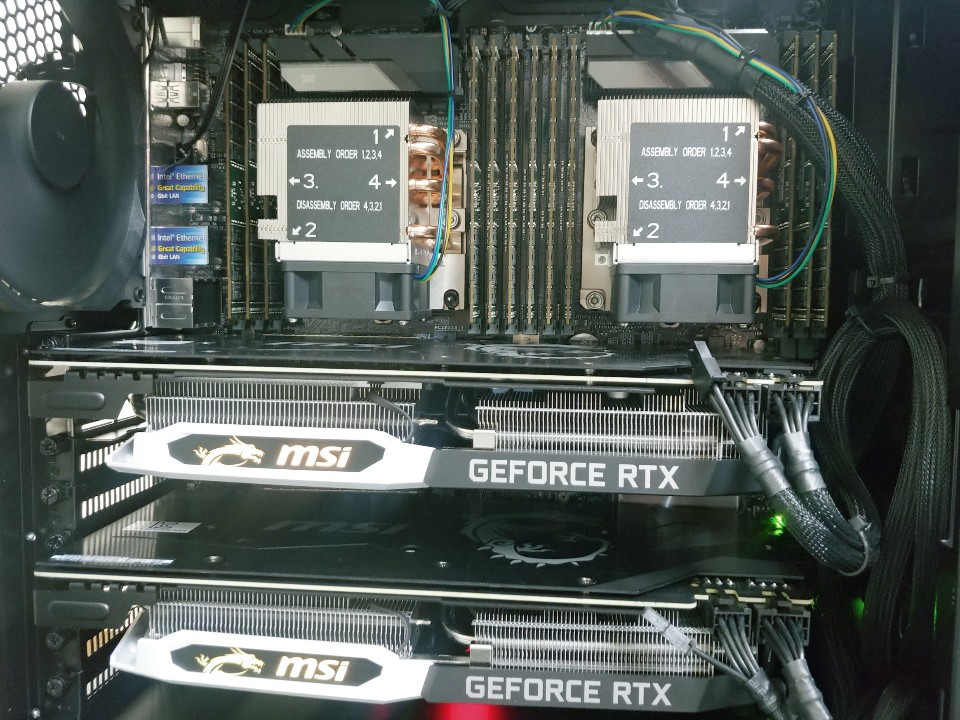 1
ASSEMBLY ORDER 1,2,3,4
3. 4
DISASSEMBLY ORDER 4,3,2,1
2
1
ASSEMBLY ORDER 1,2,3,4
3. 4
DISASSEMBLY ORDER 4,3,2,1
2
Intel® Ethernet
Great Capability
Gbit LAN
Intel® Ethernet
Great Capability
Gbit LAN
msi
GEFORCE RTX
msi
msi
GEFORCE RTX